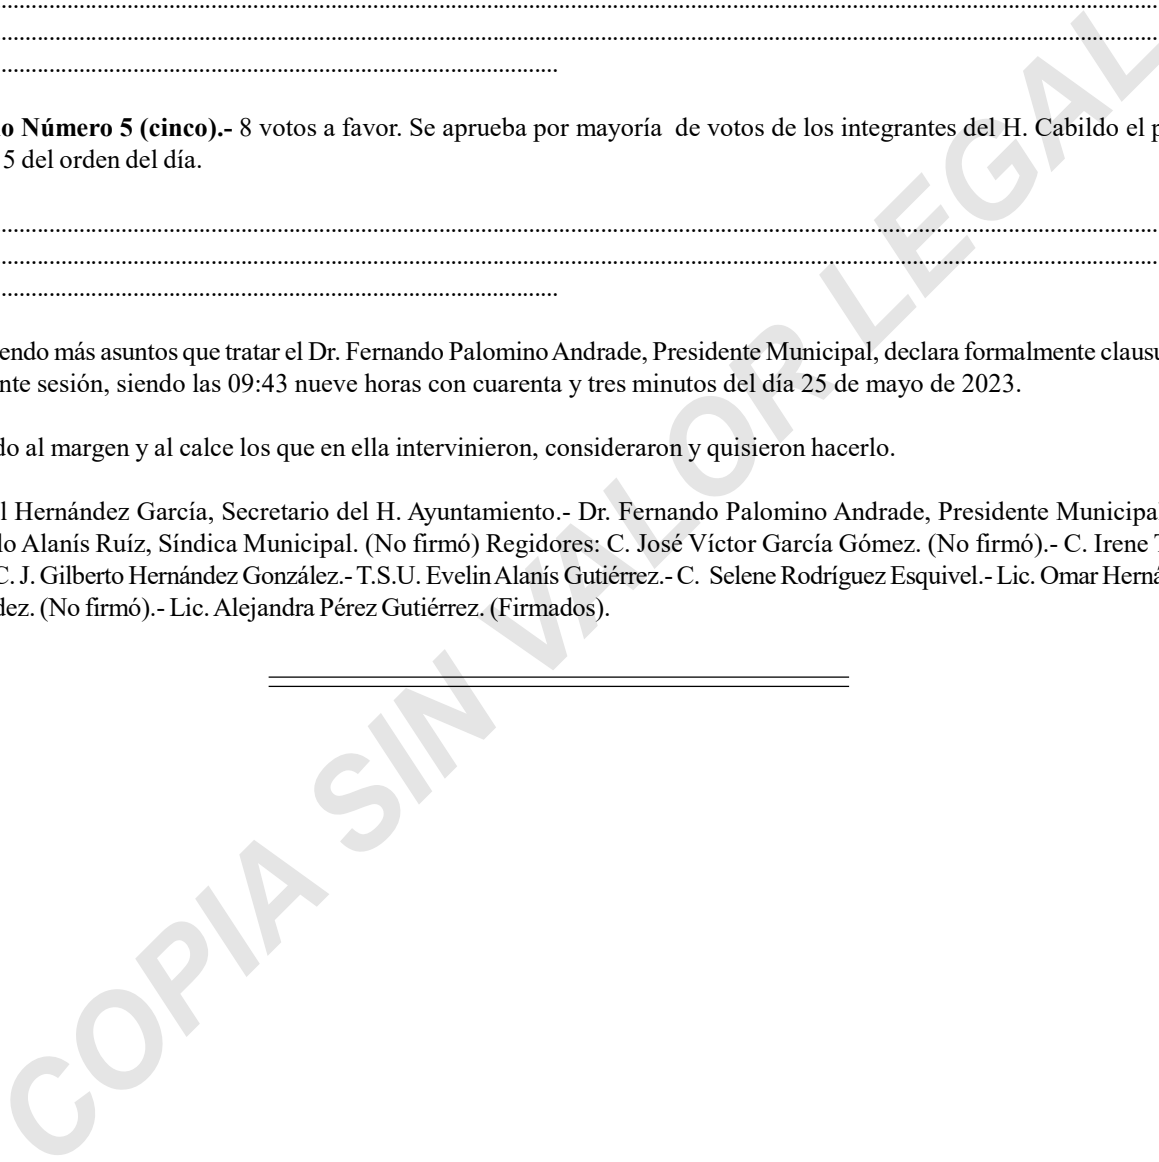 ........................................................................................................................
........................................................................................................................
........................................................................................................................
o Número 5 (cinco).- 8 votos a favor. Se aprueba por mayoría de votos de los integrantes del H. Cabildo el p
5 del orden del día.
........................................................................................................................
........................................................................................................................
........................................................................................................................
endo más asuntos que tratar el Dr. Fernando Palomino Andrade, Presidente Municipal, declara formalmente clausu
nte sesión, siendo las 09:43 nueve horas con cuarenta y tres minutos del día 25 de mayo de 2023.
do al margen y al calce los que en ella intervinieron, consideraron y quisieron hacerlo.
l Hernández García, Secretario del H. Ayuntamiento.- Dr. Fernando Palomino Andrade, Presidente Municipal
lo Alanís Ruíz, Síndica Municipal. (No firmó) Regidores: C. José Víctor García Gómez. (No firmó).- C. Irene T
C. J. Gilberto Hernández González.- T.S.U. Evelin Alanís Gutiérrez.- C. Selene Rodríguez Esquivel.- Lic. Omar Herná
dez. (No firmó).- Lic. Alejandra Pérez Gutiérrez. (Firmados).
COPIA SIN VALOR LEGAL